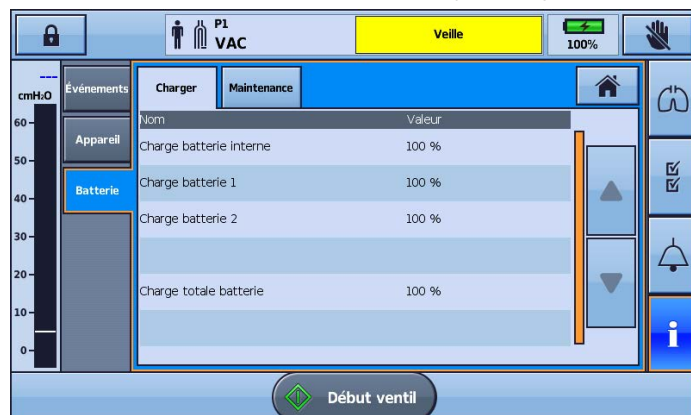 P1
VAC
Veille
100%
---
cmH2O
60
50
40
30
20
10
0
Événements
Appareil
Batterie
Charger
Maintenance
Nom Valeur
Charge batterie interne 100 %
Charge batterie 1 100 %
Charge batterie 2 100 %
Charge totale batterie 100 %
i
Début ventil